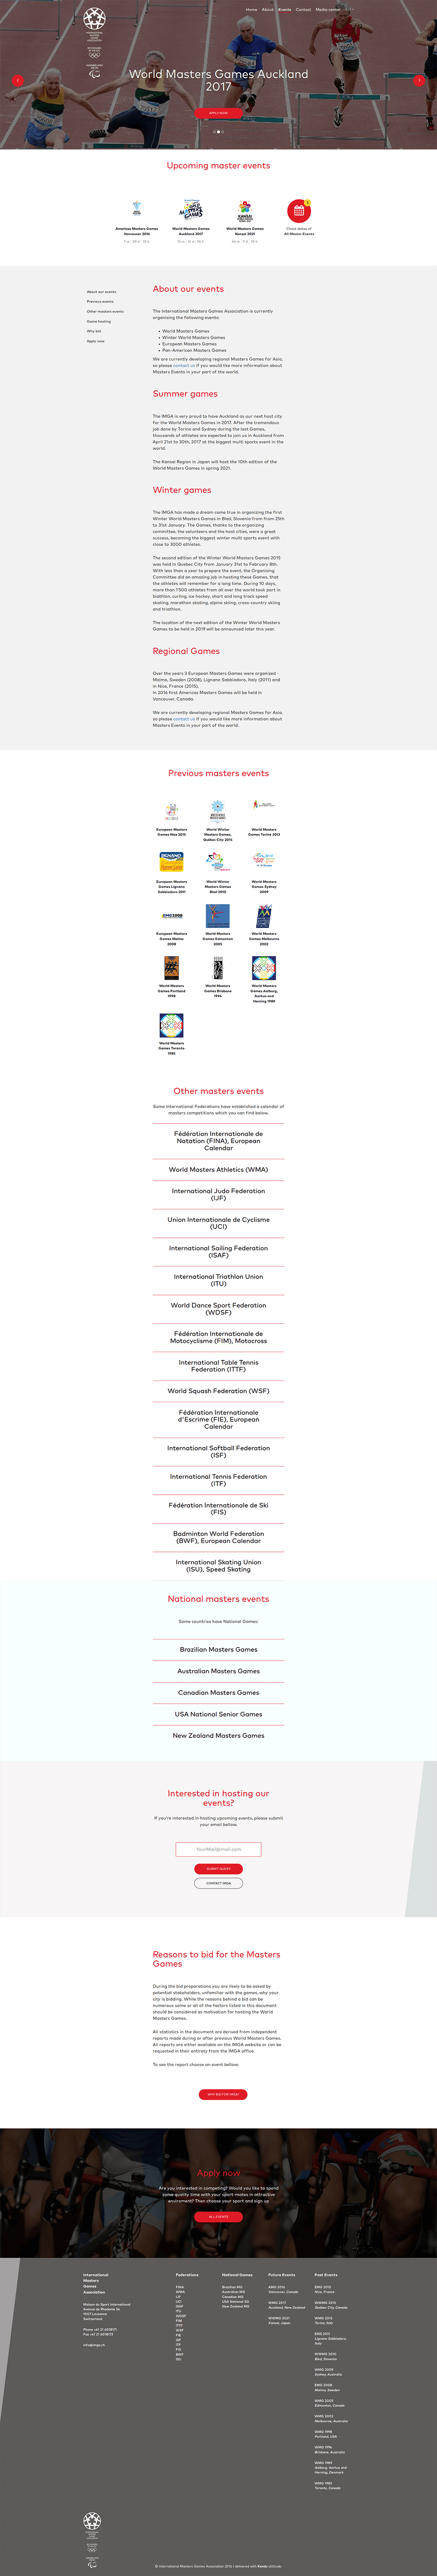 Home About Events Contact Media-center
World Masters Games Auckland
2017
APPLY NOW
Upcoming master events
Americas Masters Games
Vancouver 2016
World Masters Games
Auckland 2017
World Masters Games
Kansai 2021
Check dates of
All Master Events
About our events
Previous events
Other masters events
Game hosting
Why bid
Apply now
About our events
The International Masters Games Association is currently
organising the following events:
World Masters Games
Winter World Masters Games
European Masters Games
Pan-American Masters Games
We are currently developing regional Masters Games for Asia,
so please contact us if you would like more information about
Masters Events in your part of the world.
Summer games
The IMGA is very proud to have Auckland as our next host city
for the World Masters Games in 2017. After the tremendous
job done by Torino and Sydney during the last Games,
thousands of athletes are expected to join us in Auckland from
April 21st to 30th, 2017 at the biggest multi sports event in the
world.
The Kansai Region in Japan will host the 10th edition of the
World Masters Games in spring 2021.
Winter games
The IMGA has made a dream come true in organizing the first
Winter World Masters Games in Bled, Slovenia from 25th
to 31st January. The Games, thanks to the organizing
committee, the volunteers and the host cities, were a great
success, becoming the biggest winter multi sports event with
close to 3000 athletes.
The second edition of the Winter World Masters Games 2015
was held in Quebec City from January 31st to February 8th.
With less then a year to prepare the event, the Organizing
Committee did an amazing job in hosting these Games, that
the athletes will remember for a long time. During 10 days,
more than 1'500 athletes from all over the world took part in
biathlon, curling, ice hockey, short and long track speed
skating, marathon skating, alpine skiing, cross-country skiing
and triathlon.
The location of the next edition of the Winter World Masters
Games to be held in 2019 will be announced later this year.
Regional Games
Over the years 3 European Masters Games were organized -
Malmo, Sweden (2008), Lignano Sabbiadoro, Italy (2011) and
in Nice, France (2015).
In 2016 first Americas Masters Games will be held in
Vancouver, Canada.
We are currently developing regional Masters Games for Asia,
so please contact us if you would like more information about
Masters Events in your part of the world.
Previous masters events
European Masters
Games Nice 2015
World Winter
Masters Games,
Québec City 2015
World Masters
Games Torino 2013
European Masters
Games Lignano
Sabbiadoro 2011
World Winter
Masters Games
Bled 2010
World Masters
Games Sydney
2009
European Masters
Games Malmo
2008
World Masters
Games Edmonton
2005
World Masters
Games Melbourne
2002
World Masters
Games Portland
1998
World Masters
Games Brisbane
1994
World Masters
Games Aalborg,
Aarhus and
Herning 1989
World Masters
Games Toronto
1985
Other masters events
Some International Federations have established a calendar of
masters competitions which you can find below.
Fédération Internationale de
Natation (FINA), European
Calendar
World Masters Athletics (WMA)
International Judo Federation
(IJF)
Union Internationale de Cyclisme
(UCI)
International Sailing Federation
(ISAF)
International Triathlon Union
(ITU)
World Dance Sport Federation
(WDSF)
Fédération Internationale de
Motocyclisme (FIM), Motocross
International Table Tennis
Federation (ITTF)
World Squash Federation (WSF)
Fédération Internationale
d'Escrime (FIE), European
Calendar
International Softball Federation
(ISF)
International Tennis Federation
(ITF)
Fédération Internationale de Ski
(FIS)
Badminton World Federation
(BWF), European Calendar
International Skating Union
(ISU), Speed Skating
National masters events
Some countries have National Games:
Brazilian Masters Games
Australian Masters Games
Canadian Masters Games
USA National Senior Games
New Zealand Masters Games
Interested in hosting our
events?
If you're interested in hosting upcoming events, please submit
your email.
YourMail@mail.com
SUBMIT QUERY
CONTACT IMGA
Reasons to bid for the Masters
Games
During the bid preparations you are likely to be asked by
potential stakeholders, unfamiliar with the games, why your
city is bidding. While the reasons behind a bid can be
numerous some or all of the factors listed in this document
should be considered as motivation for hosting the World
Masters Games.
All statistics in the document are derived from independent
reports made during or after previous World Masters Games.
All reports are either available on the IMGA website or can be
requested at their entirety from the IMGA office.
To see the report choose an event bellow:
WHY BID FOR IMGA?
Apply now
Are you interested in competing? Would you like to spend
some quality time with your sport-mates in attractive
enviroment? Then choose your sport and sign up
ALL EVENTS
International
Masters
Games
Association
Maison du Sport International
Avenue de Rhodanie 54
1007 Lausanne
Switzerland
info@imga.ch
Federations
FINA
WMA
IJF
UCI
ISAF
ITU
WDSF
FIM
ITTF
WSF
FIE
ISF
ITF
FIS
BWF
ISU
National Games
Brazilian MG
Australian MG
Canadian MG
USA National SG
New Zealand MG
Future Events
AMG 2016
Vancouver, Canada
WMG 2017
Auckland, New Zealand
WMG 2021
Kansai, Japan
Past Events
EMG 2015
Nice, France
WWMG 2015
Québec City, Canada
WMG 2013
Torino, Italy
EMG 2011
Lignano Sabbiadoro,
Italy
WWMG 2010
Bled, Slovenia
WMG 2009
Sydney, Australia
EMG 2008
Malmo, Sweden
WMG 2005
Edmonton, Canada
WMG 2002
Melbourne, Australia
WMG 1998
Portland, USA
WMG 1994
Brisbane, Australia
WMG 1989
Aalborg, Aarhus and
Herning, Denmark
WMG 1985
Toronto, Canada
© International Masters Games Association 2016 | delivered with Kandy attitude.